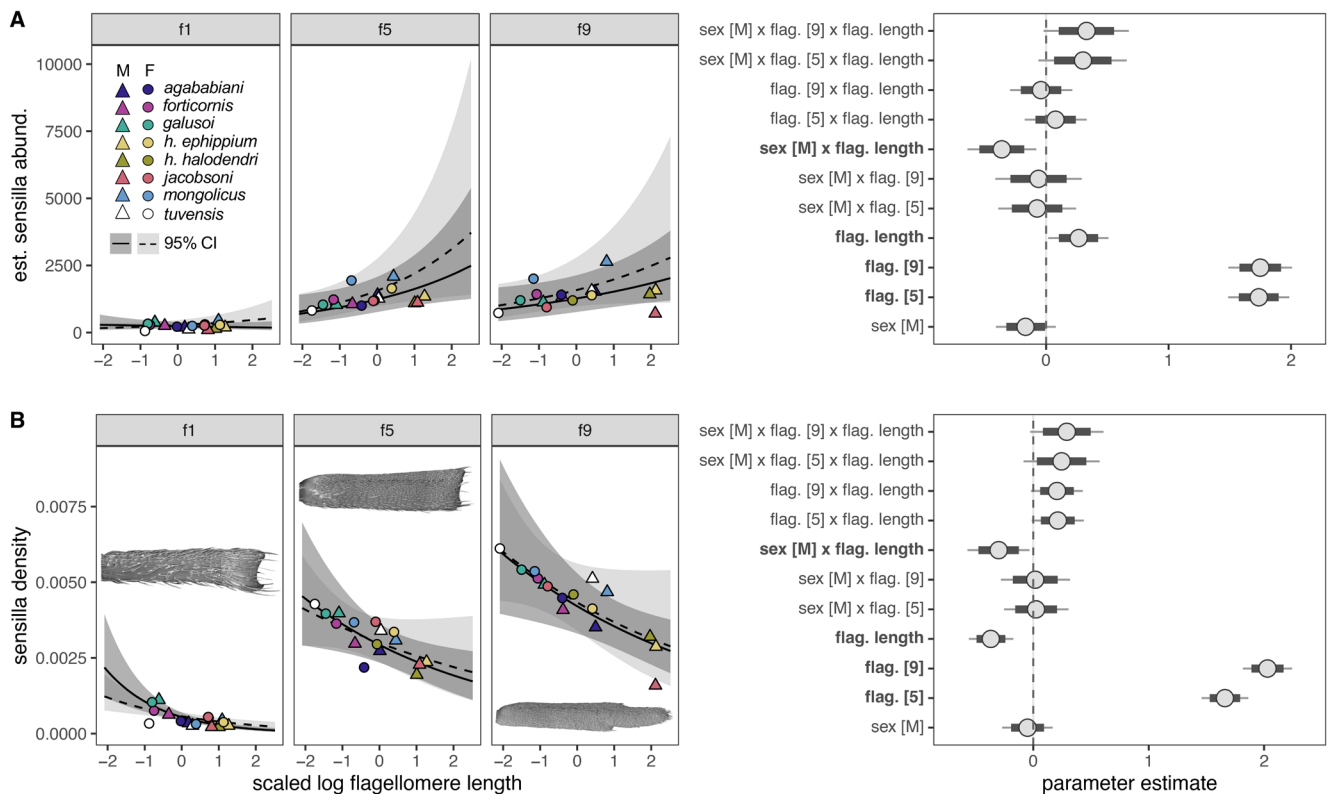 A
f1
f5
f9
est. sensilla abund.
10000
7500
5000
2500
0
M F
agababiani
forticornis
galusoi
h. ephippium
h. halodendri
jacobsoni
mongolicus
tuvensis
95% CI
−2 −1 0 1 2
−2 −1 0 1 2
−2 −1 0 1 2
sex [M] x flag. [9] x flag. length
sex [M] x flag. [5] x flag. length
flag. [9] x flag. length
flag. [5] x flag. length
sex [M] x flag. length
sex [M] x flag. [9]
sex [M] x flag. [5]
flag. length
flag. [9]
flag. [5]
sex [M]
0 1 2
B
f1
f5
f9
sensilla density
0.0075
0.0050
0.0025
0.0000
−2 −1 0 1 2
−2 −1 0 1 2
−2 −1 0 1 2
scaled log flagellomere length
sex [M] x flag. [9] x flag. length
sex [M] x flag. [5] x flag. length
flag. [9] x flag. length
flag. [5] x flag. length
sex [M] x flag. length
sex [M] x flag. [9]
sex [M] x flag. [5]
flag. length
flag. [9]
flag. [5]
sex [M]
0 1 2
parameter estimate